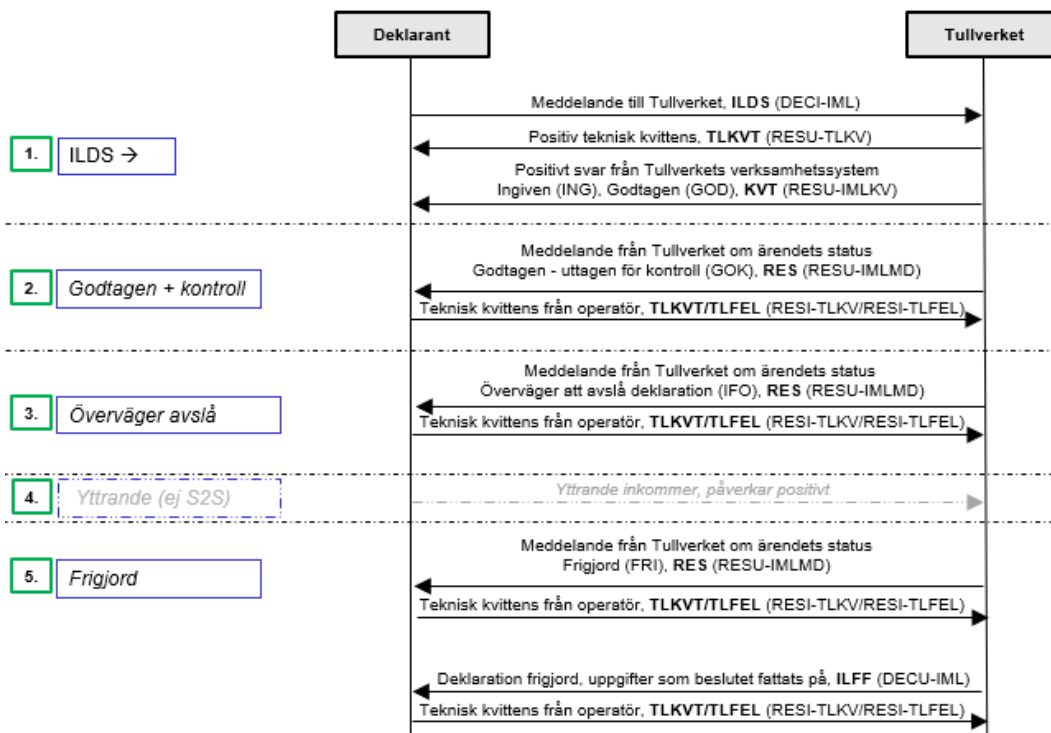 Deklarant
Tullverket
Meddelande till Tullverket, ILDS (DECI-IML)
Positiv teknisk kvittens, TLKVT (RESU-TLKV)
1.
ILDS →
Positivt svar från Tullverkets verksamhetssystem
Ingiven (ING), Godtagen (GOD), KVT (RESU-IMLKV)
Meddelande från Tullverket om ärendets status
Godtagen - uttagen för kontroll (GOK), RES (RESU-IMLMD)
2.
Godtagen + kontroll
Teknisk kvittens från operatör, TLKVT/TLFEL (RESI-TLKV/RESI-TLFEL)
Meddelande från Tullverket om ärendets status
Överväger att avslå deklaration (IFO), RES (RESU-IMLMD)
3.
Överväger avslå
Teknisk kvittens från operatör, TLKVT/TLFEL (RESI-TLKV/RESI-TLFEL)
4.
Yttrande (ej S2S)
Yttrande inkommer, påverkar positivt
Meddelande från Tullverket om ärendets status
Frigjord (FRI), RES (RESU-IMLMD)
5.
Frigjord
Teknisk kvittens från operatör, TLKVT/TLFEL (RESI-TLKV/RESI-TLFEL)
Deklaration frigjord, uppgifter som beslutet fattats på, ILFF (DECU-IML)
Teknisk kvittens från operatör, TLKVT/TLFEL (RESI-TLKV/RESI-TLFEL)